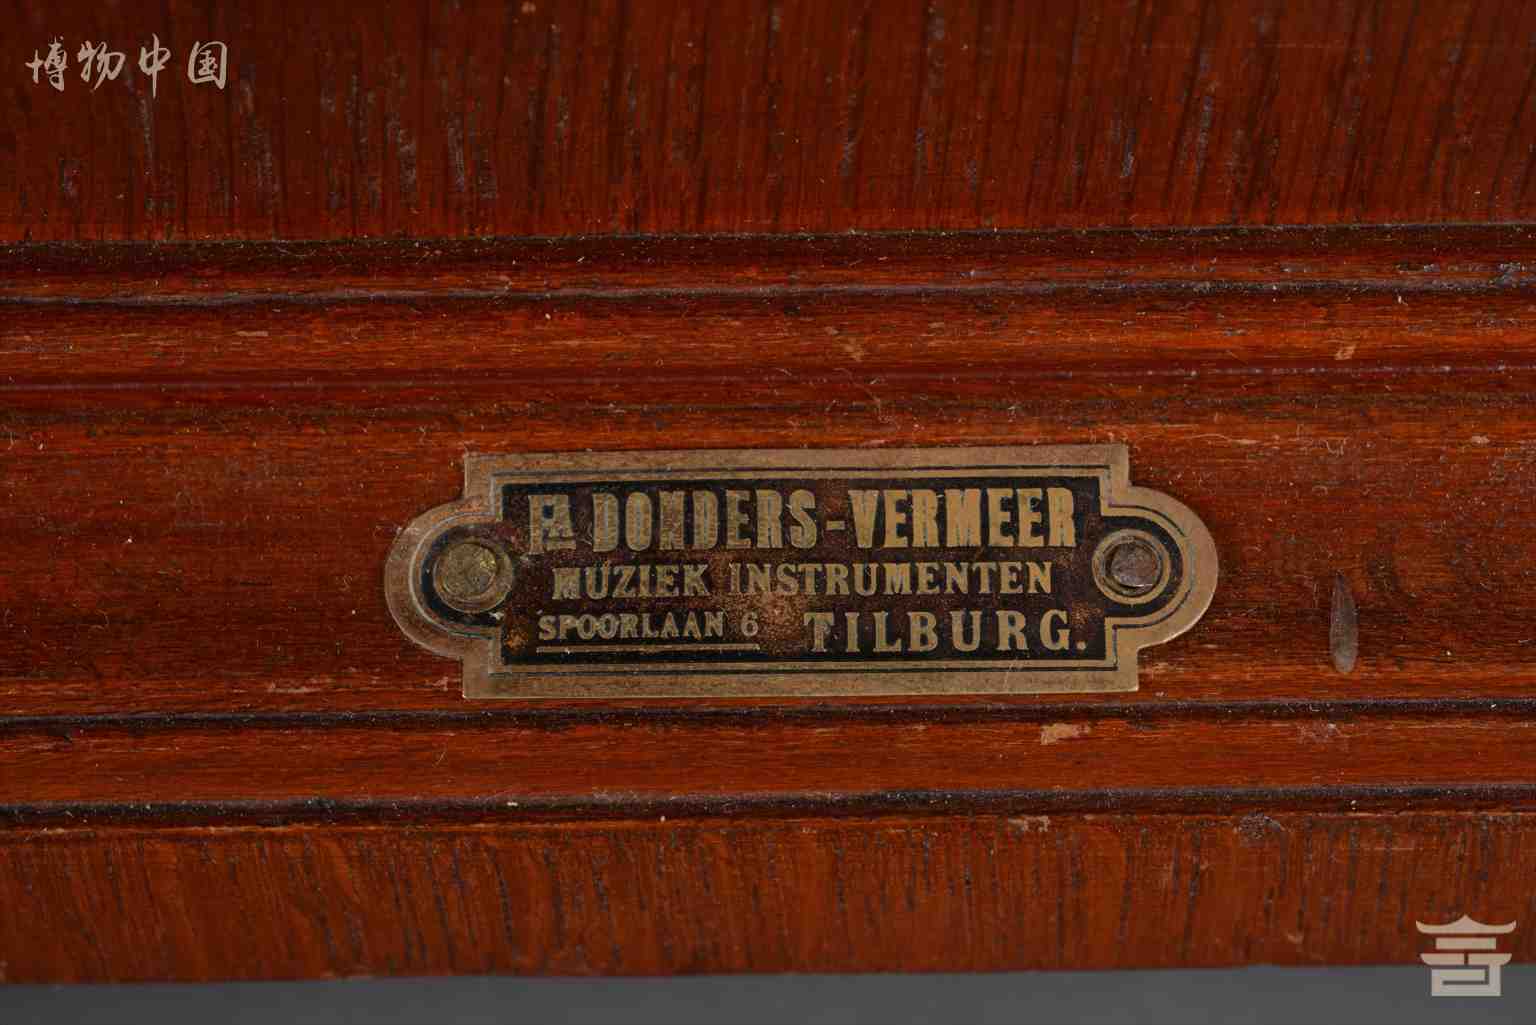 博物中国
FA DONDERS-VERMEER
MUZIEK INSTRUMENTEN
SPOORLAAN 6 TILBURG.